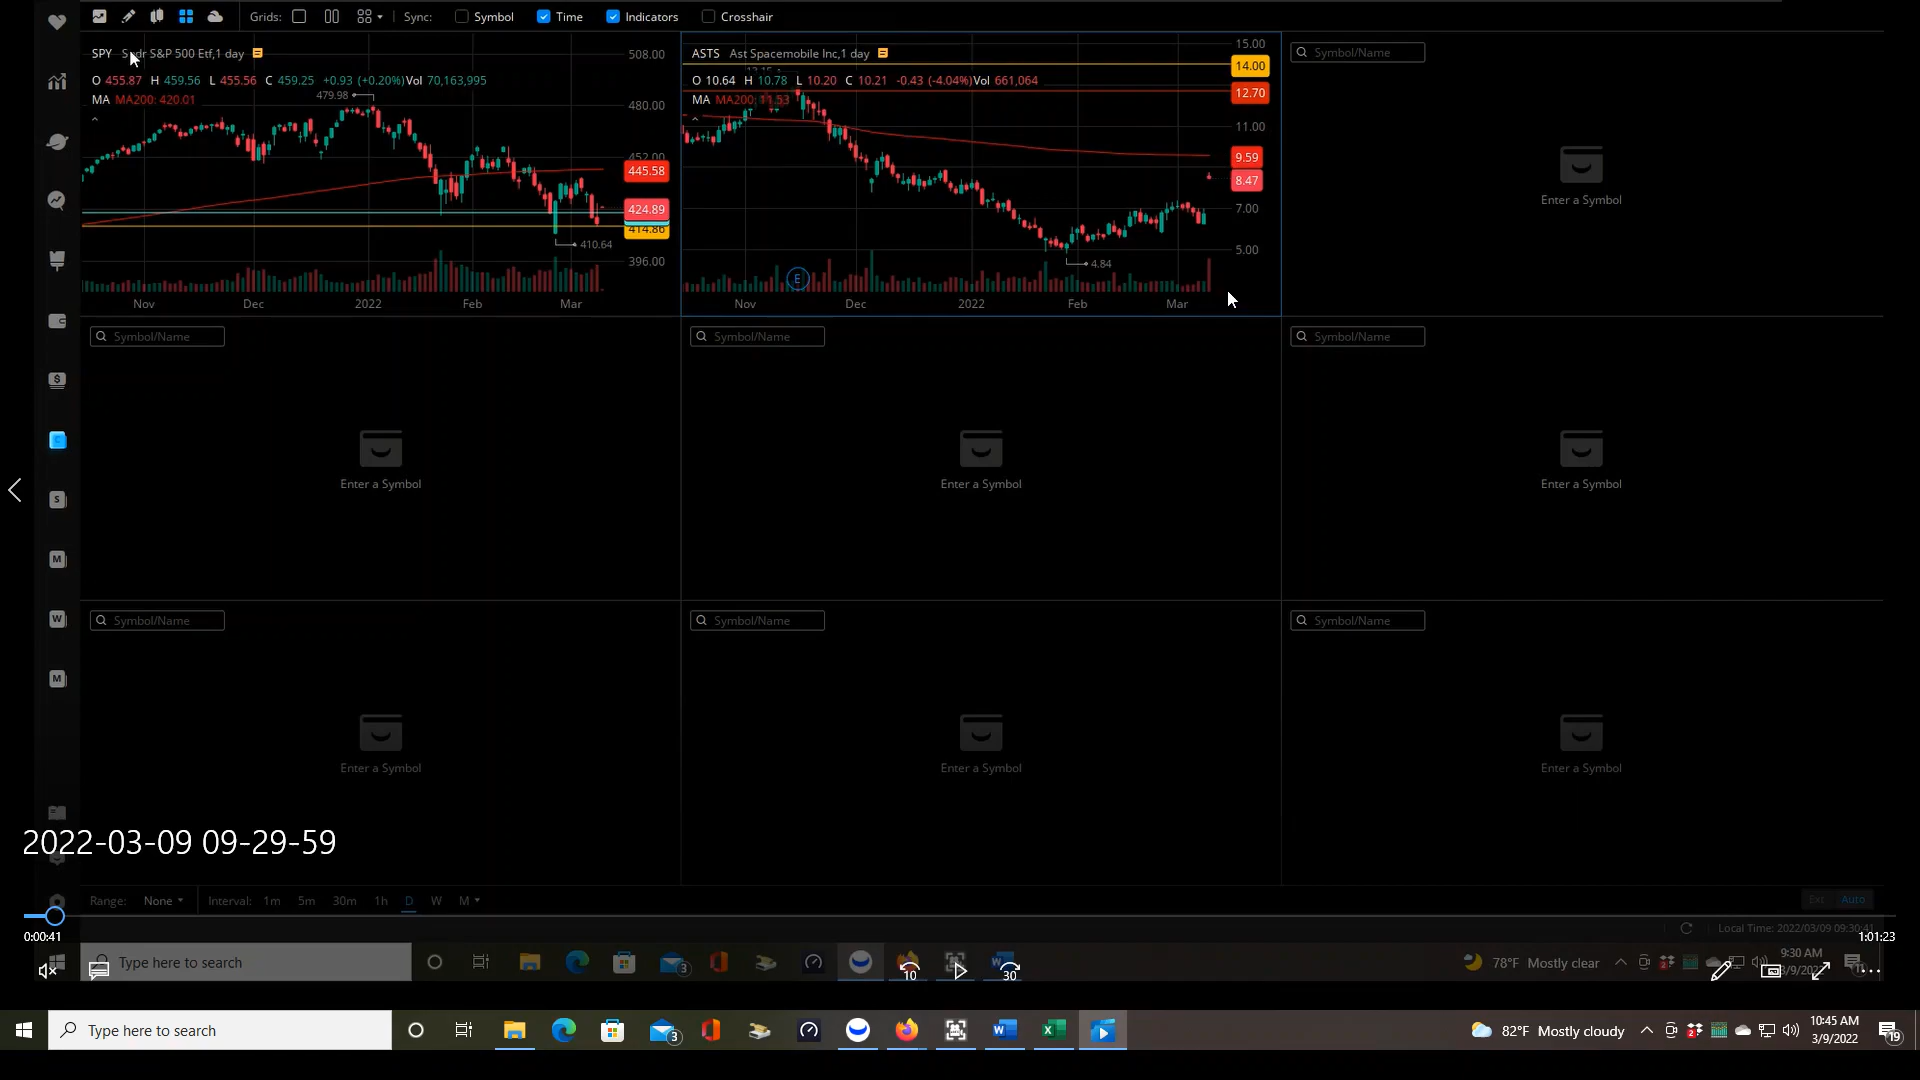 Grids: Sync: Symbol Time Indicators Crosshair
SPY Spdr S&P 500 Etf,1 day
O 455.87 H 459.56 L 455.56 C 459.25 +0.93 (+0.20%)Vol 70,163,995
MA MA200: 420.01
479.98
508.00
480.00
452.00
445.58
424.89
414.86
410.64
396.00
Nov Dec 2022 Feb Mar
ASTS Ast Spacemobile Inc,1 day
O 10.64 H 10.78 L 10.20 C 10.21 -0.43 (-4.04%)Vol 661,064
MA MA200: 11.53
15.00
14.00
12.70
11.00
9.59
8.47
7.00
5.00
4.84
E
Nov Dec 2022 Feb Mar
Symbol/Name
Enter a Symbol
Symbol/Name
Enter a Symbol
Symbol/Name
Enter a Symbol
Symbol/Name
Enter a Symbol
Symbol/Name
Enter a Symbol
Symbol/Name
Enter a Symbol
Symbol/Name
Enter a Symbol
C
S
M
W
M
2022-03-09 09-29-59
Range: None Interval: 1m 5m 30m 1h D W M
Ext Auto
Local Time: 2022/03/09 09:30:41
0:00:41
1:01:23
Type here to search
3
10
30
78°F Mostly clear
9:30 AM
Type here to search
3
82°F Mostly cloudy
10:45 AM
3/9/2022
19